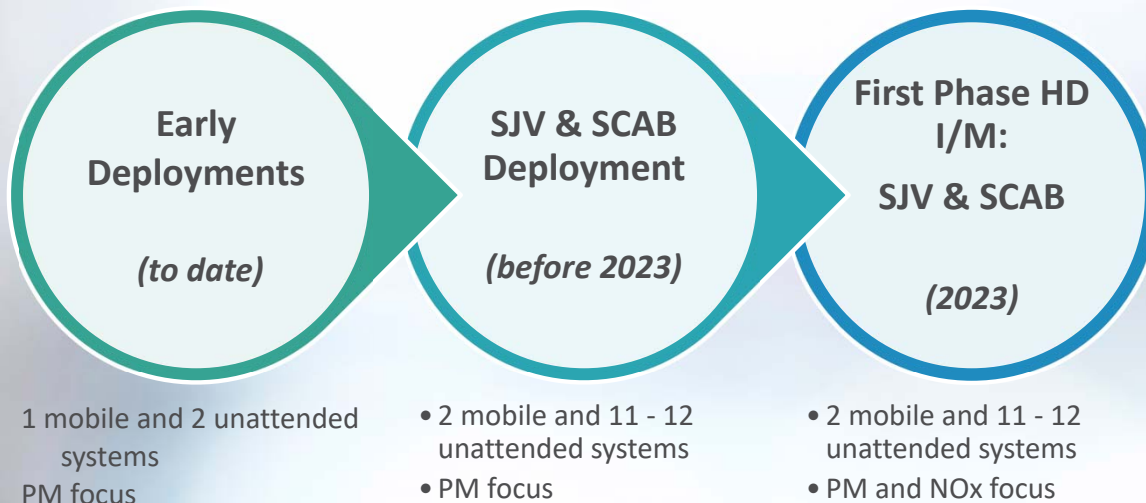 Early
Deployments
(to date)
1 mobile and 2 unattended
systems
PM focus
SJV & SCAB
Deployment
(before 2023)
• 2 mobile and 11 - 12
unattended systems
• PM focus
First Phase HD
I/M:
SJV & SCAB
(2023)
• 2 mobile and 11 - 12
unattended systems
• PM and NOx focus